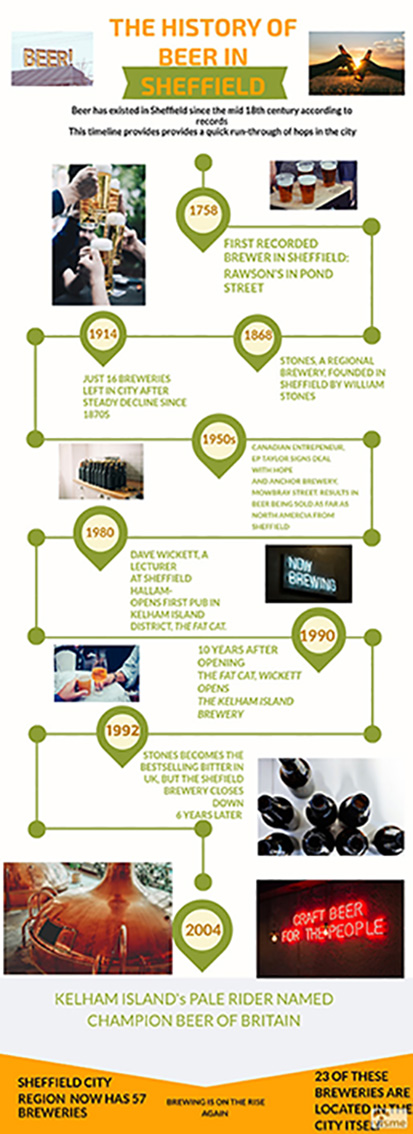 THE HISTORY OF
BEER IN
SHEFFIELD
BEER!
Beer has existed in Sheffield since the mid 18th century according to
records
This timeline provides provides a quick run-through of hops in the city
1758
FIRST RECORDED
BREWER IN SHEFFIELD:
RAWSON'S IN POND
STREET
1868
STONES, A REGIONAL
BREWERY, FOUNDED IN
SHEFFIELD BY WILLIAM
STONES
1914
JUST 16 BREWERIES
LEFT IN CITY AFTER
STEADY DECLINE SINCE
1870S
1950s
CANADIAN ENTREPENEUR,
EP TAYLOR SIGNS DEAL
WITH HOPE
AND ANCHOR BREWERY,
MOWBRAY STREET: RESULTS IN
BEER BEING SOLD AS FAR AS
NORTH AMERCIA FROM
SHEFFIELD
1980
DAVE WICKETT, A
LECTURER
AT SHEFFIELD
HALLAM-
OPENS FIRST PUB IN
KELHAM ISLAND
DISTRICT, THE FAT CAT.
NOW
BREWING
1990
10 YEARS AFTER
OPENING
THE FAT CAT, WICKETT
OPENS
THE KELHAM ISLAND
BREWERY
1992
STONES BECOMES THE
BESTSELLING BITTER IN
UK, BUT THE SHEFIELD
BREWERY CLOSES
DOWN
6 YEARS LATER
2004
CRAFT BEER
FOR THE PEOPLE
KELHAM ISLAND's PALE RIDER NAMED
CHAMPION BEER OF BRITAIN
SHEFFIELD CITY
REGION NOW HAS 57
BREWERIES
BREWING IS ON THE RISE
AGAIN
23 OF THESE
BREWERIES ARE
LOCATED IN THE
CITY ITSELF
visme